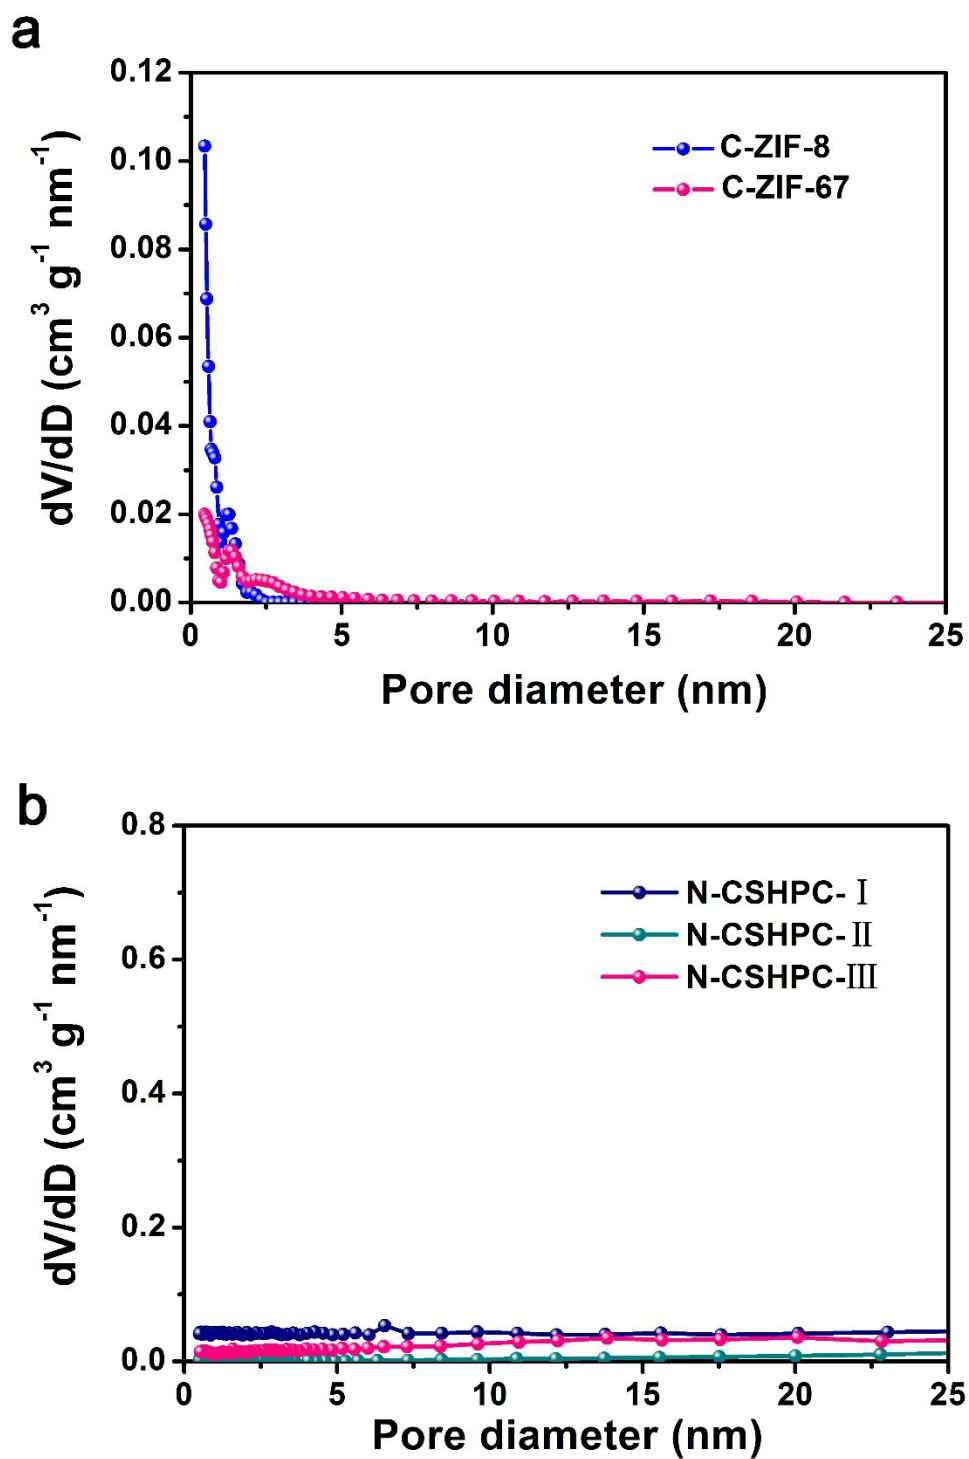 a
dV/dD (cm³ g⁻¹ nm⁻¹)
0.12
0.10
0.08
0.06
0.04
0.02
0.00
C-ZIF-8
C-ZIF-67
0 5 10 15 20 25
Pore diameter (nm)
b
dV/dD (cm³ g⁻¹ nm⁻¹)
0.8
0.6
0.4
0.2
0.0
N-CSHPC- Ⅰ
N-CSHPC-Ⅱ
N-CSHPC-Ⅲ
0 5 10 15 20 25
Pore diameter (nm)